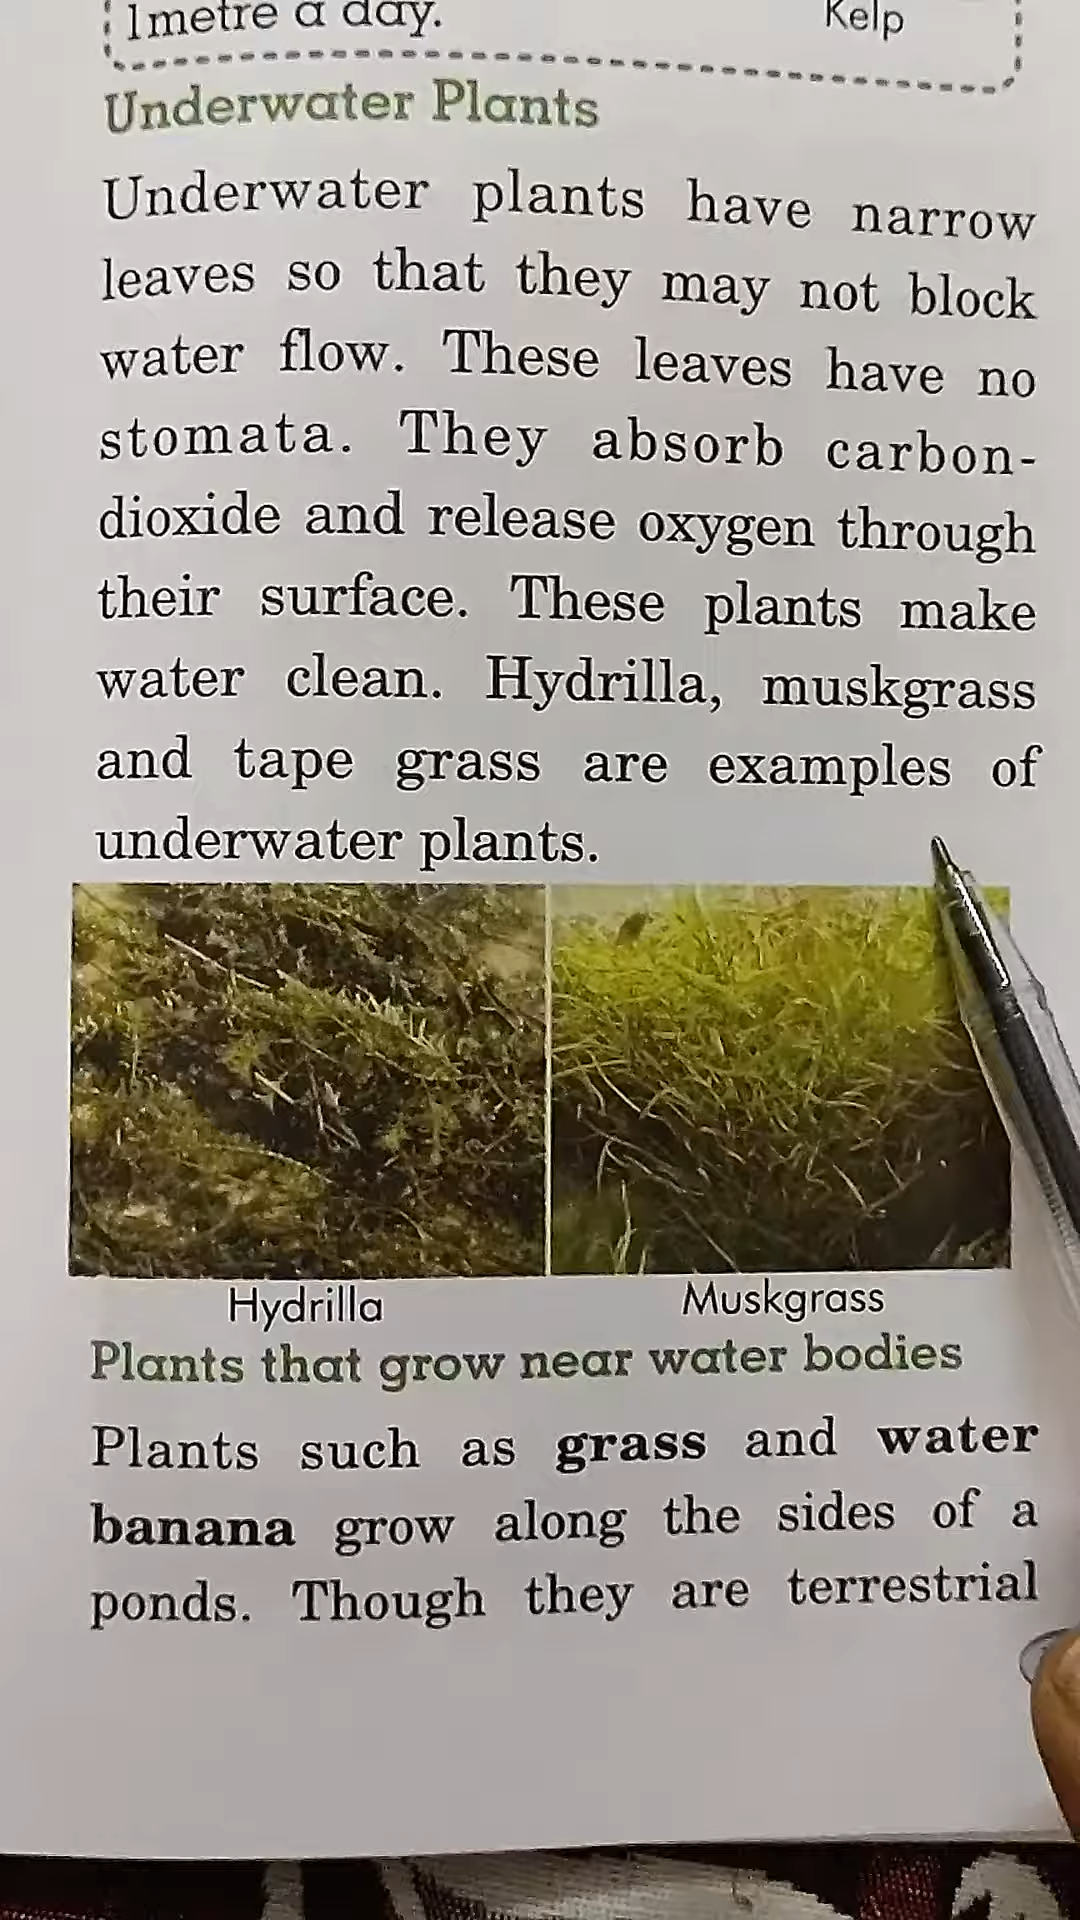 1metre a day.
Kelp
Underwater Plants
Underwater plants have narrow
leaves so that they may not block
water flow. These leaves have no
stomata. They absorb carbon-
dioxide and release oxygen through
their surface. These plants make
water clean. Hydrilla, muskgrass
and tape grass are examples of
underwater plants.
Hydrilla
Muskgrass
Plants that grow near water bodies
Plants such as grass and water
banana grow along the sides of a
ponds. Though they are terrestrial